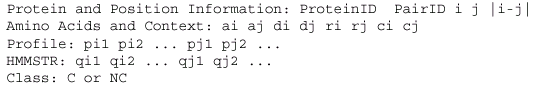 Protein and Position Information: ProteinID PairID i j |i-j|
Amino Acids and Context: ai aj di dj ri rj ci cj
Profile: pi1 pi2 ... pj1 pj2 ...
HMMSTR: qi1 qi2 ... qj1 qj2 ...
Class: C or NC